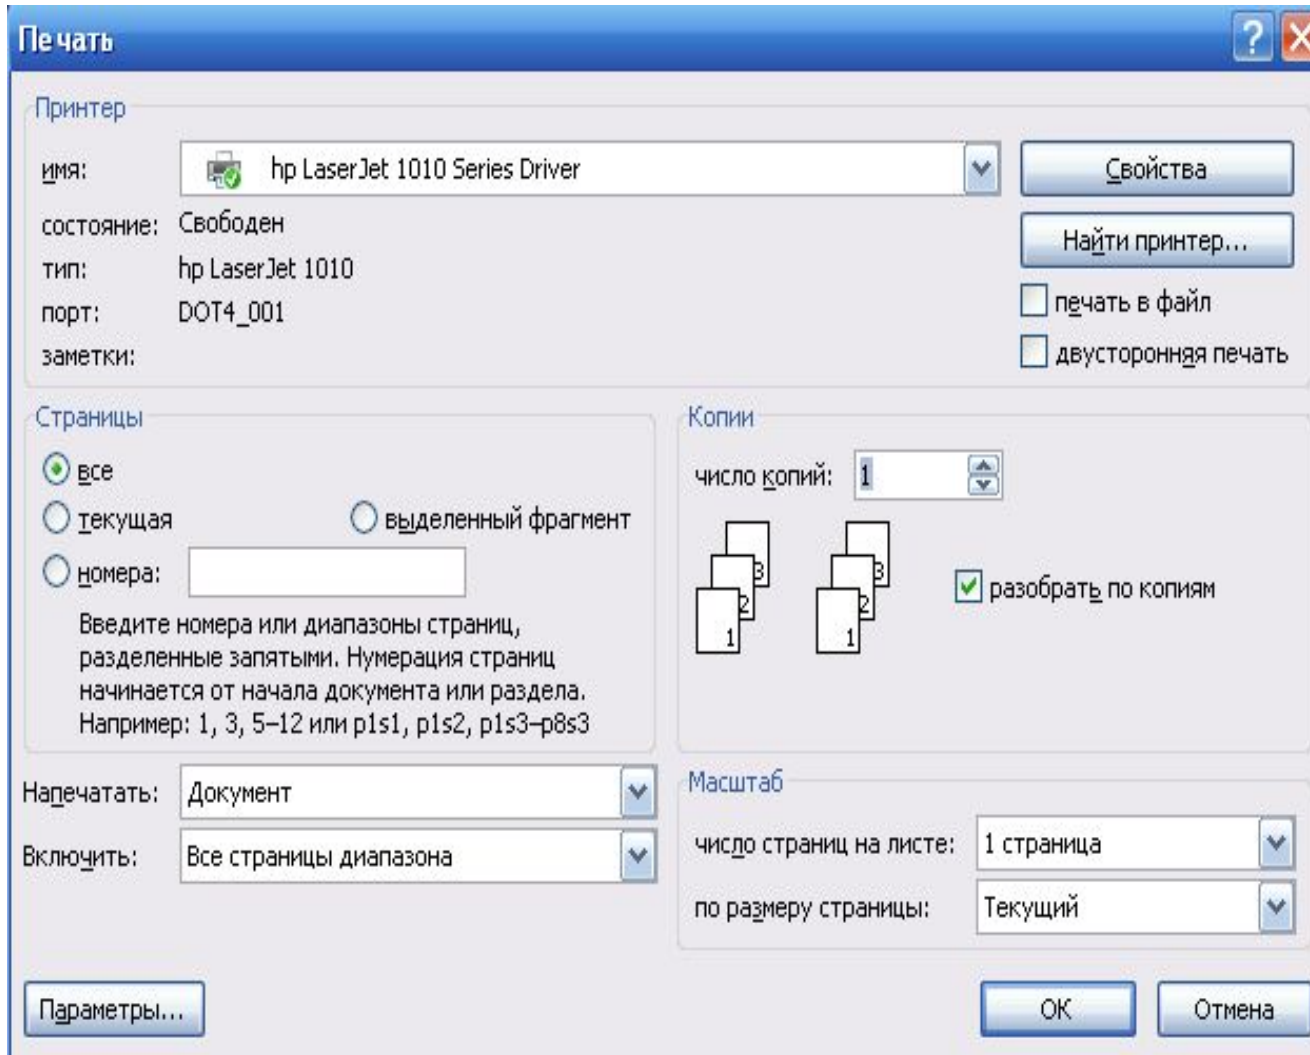 Печать
Принтер
имя: hp LaserJet 1010 Series Driver
Свойства
состояние: Свободен
Найти принтер...
тип: hp LaserJet 1010
порт: DOT4_001
печать в файл
заметки:
двусторонняя печать
Страницы
все
текущая
выделенный фрагмент
номера:
Введите номера или диапазоны страниц,
разделенные запятыми. Нумерация страниц
начинается от начала документа или раздела.
Например: 1, 3, 5–12 или p1s1, p1s2, p1s3–p8s3
Копии
число копий: 1
3 3
2 2
1 1
разобрать по копиям
Напечатать: Документ
Включить: Все страницы диапазона
Масштаб
число страниц на листе: 1 страница
по размеру страницы: Текущий
Параметры...
ОК
Отмена